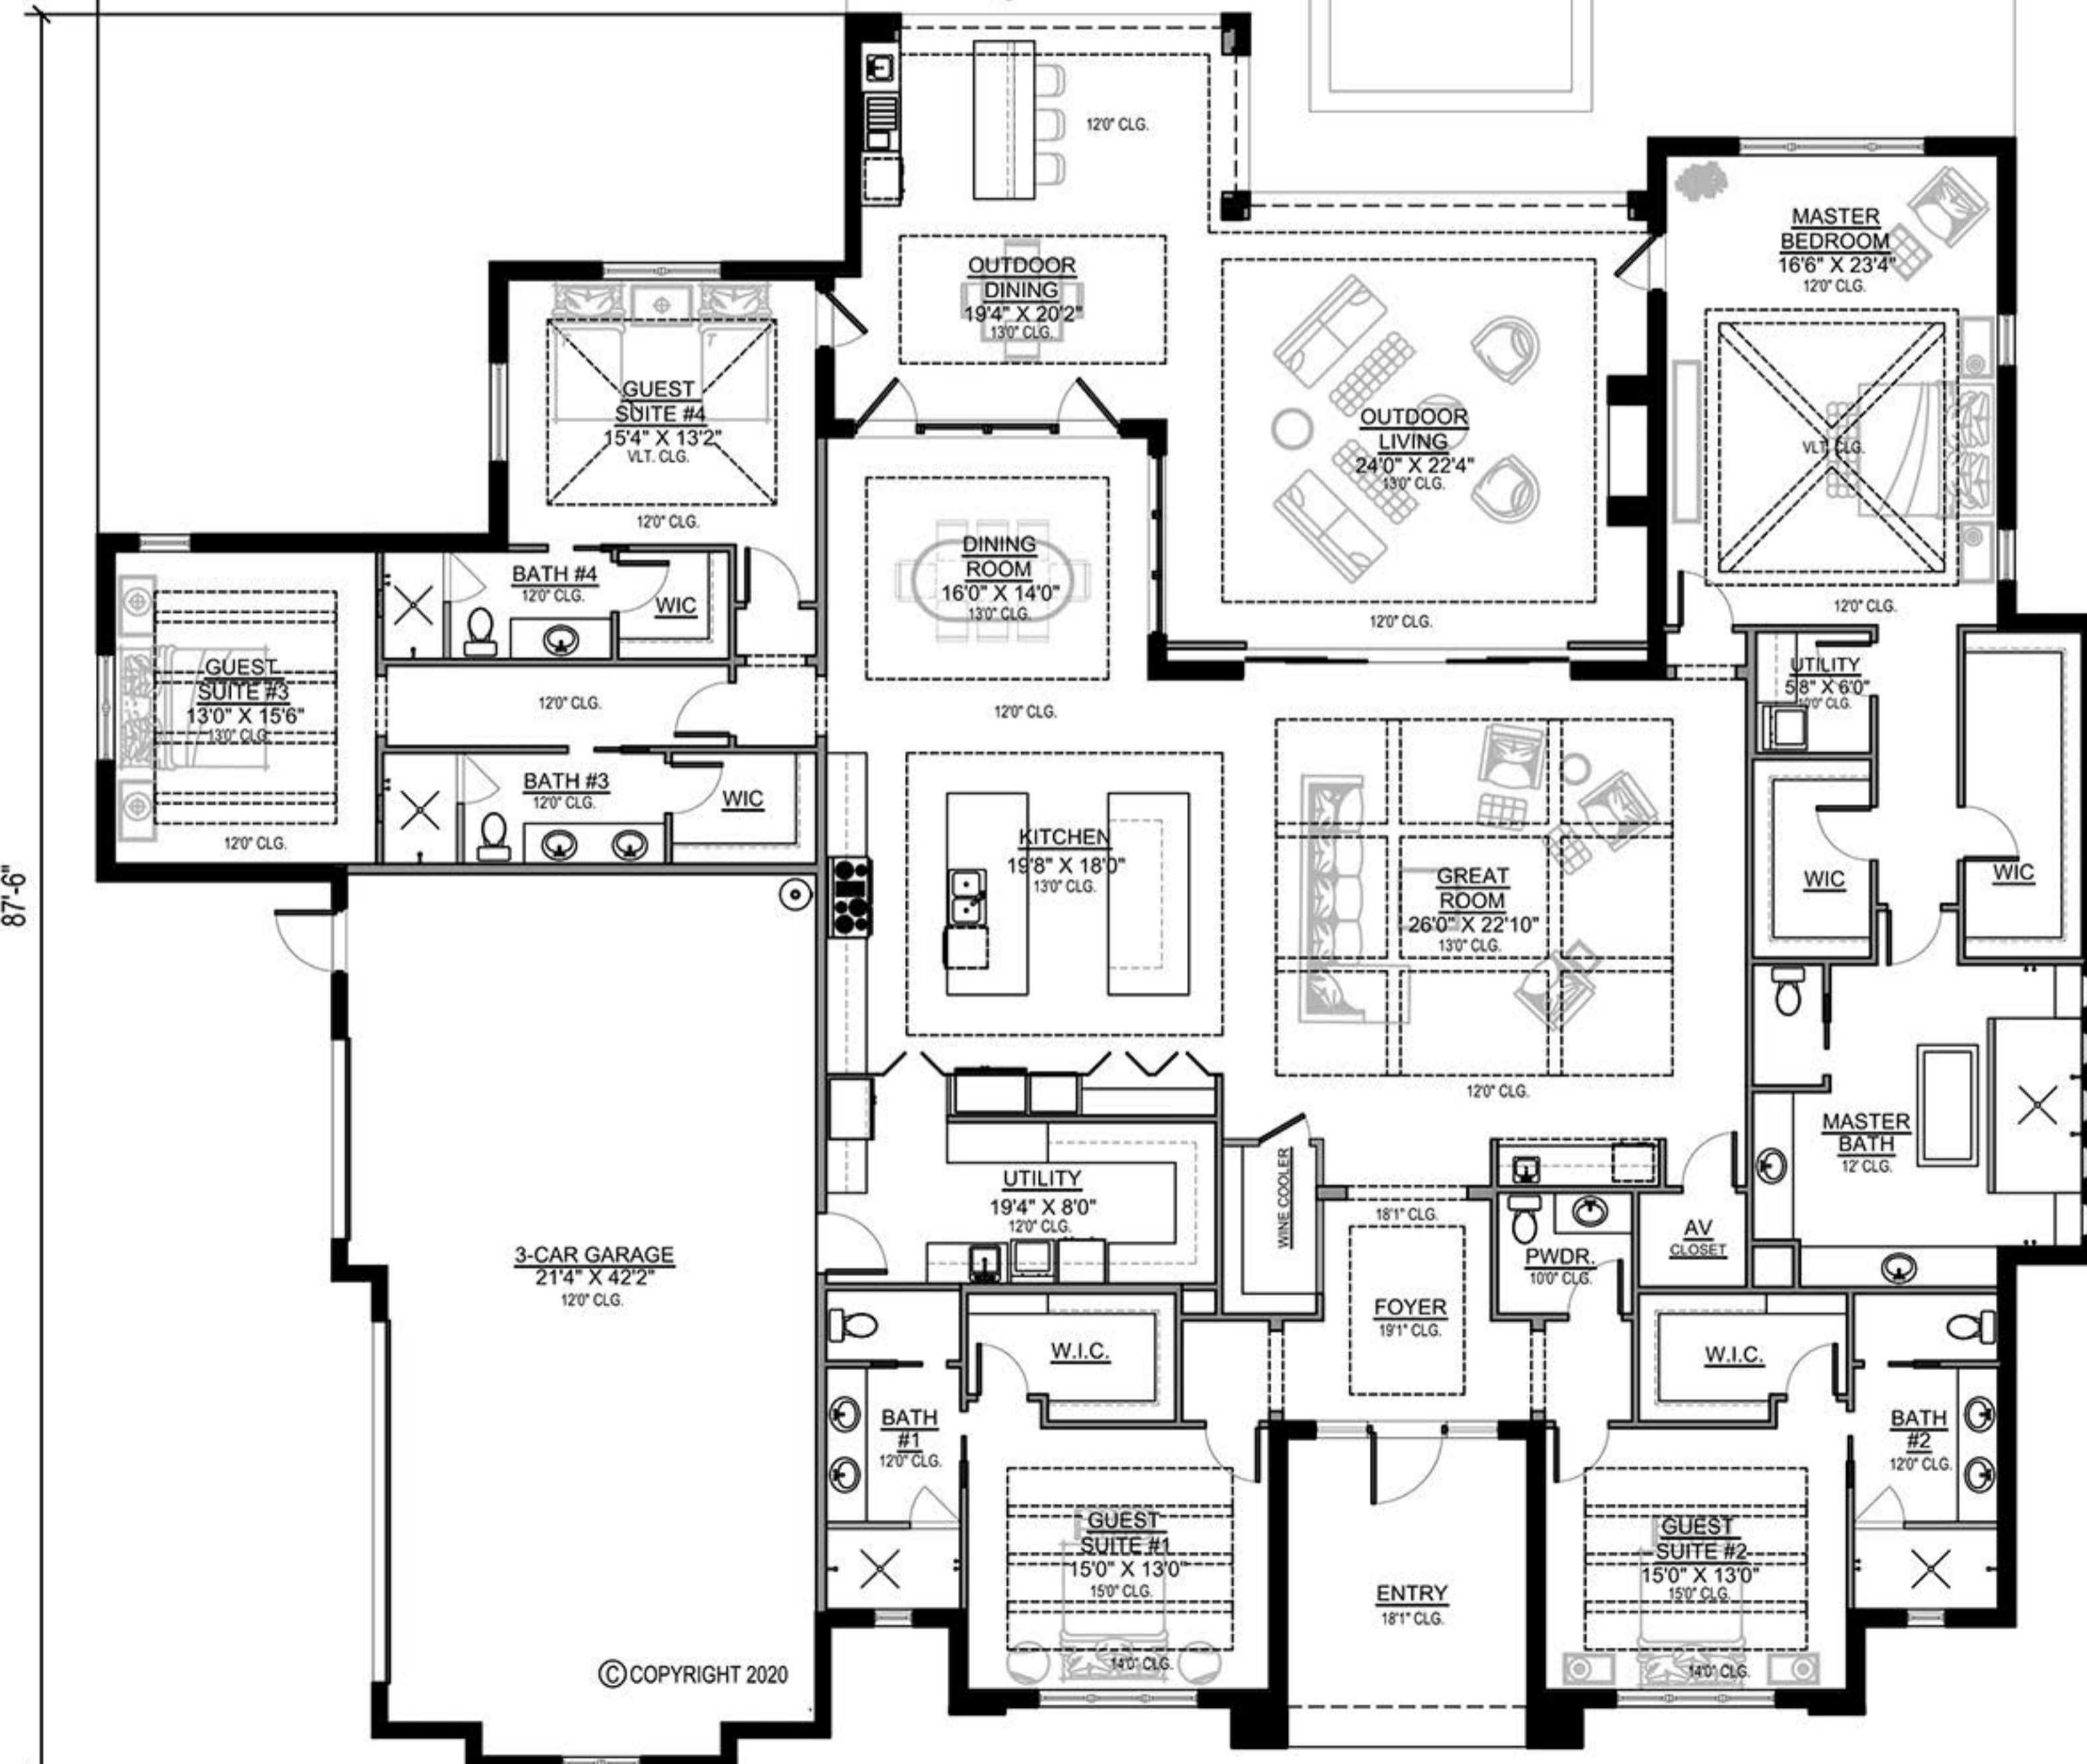 12'0" CLG.
OUTDOOR
DINING
19'4" X 20'2"
13'0" CLG.
MASTER
BEDROOM
16'6" X 23'4"
12'0" CLG.
VLT. CLG.
12'0" CLG.
GUEST
SUITE #4
15'4" X 13'2"
VLT. CLG.
12'0" CLG.
OUTDOOR
LIVING
24'0" X 22'4"
13'0" CLG.
12'0" CLG.
DINING
ROOM
16'0" X 14'0"
13'0" CLG.
12'0" CLG.
BATH #4
12'0" CLG.
WIC
GUEST
SUITE #3
13'0" X 15'6"
13'0" CLG.
12'0" CLG.
12'0" CLG.
BATH #3
12'0" CLG.
WIC
UTILITY
5'8" X 6'0"
10'0" CLG.
WIC
WIC
KITCHEN
19'8" X 18'0"
13'0" CLG.
GREAT
ROOM
26'0" X 22'10"
13'0" CLG.
12'0" CLG.
87'-6"
MASTER
BATH
12' CLG.
UTILITY
19'4" X 8'0"
12'0" CLG.
WINE COOLER
18'1" CLG.
FOYER
19'1" CLG.
PWDR.
10'0" CLG.
AV
CLOSET
3-CAR GARAGE
21'4" X 42'2"
12'0" CLG.
W.I.C.
W.I.C.
BATH
#1
12'0" CLG.
BATH
#2
12'0" CLG.
GUEST
SUITE #1
15'0" X 13'0"
15'0" CLG.
14'0" CLG.
ENTRY
18'1" CLG.
GUEST
SUITE #2
15'0" X 13'0"
15'0" CLG.
14'0" CLG.
© COPYRIGHT 2020